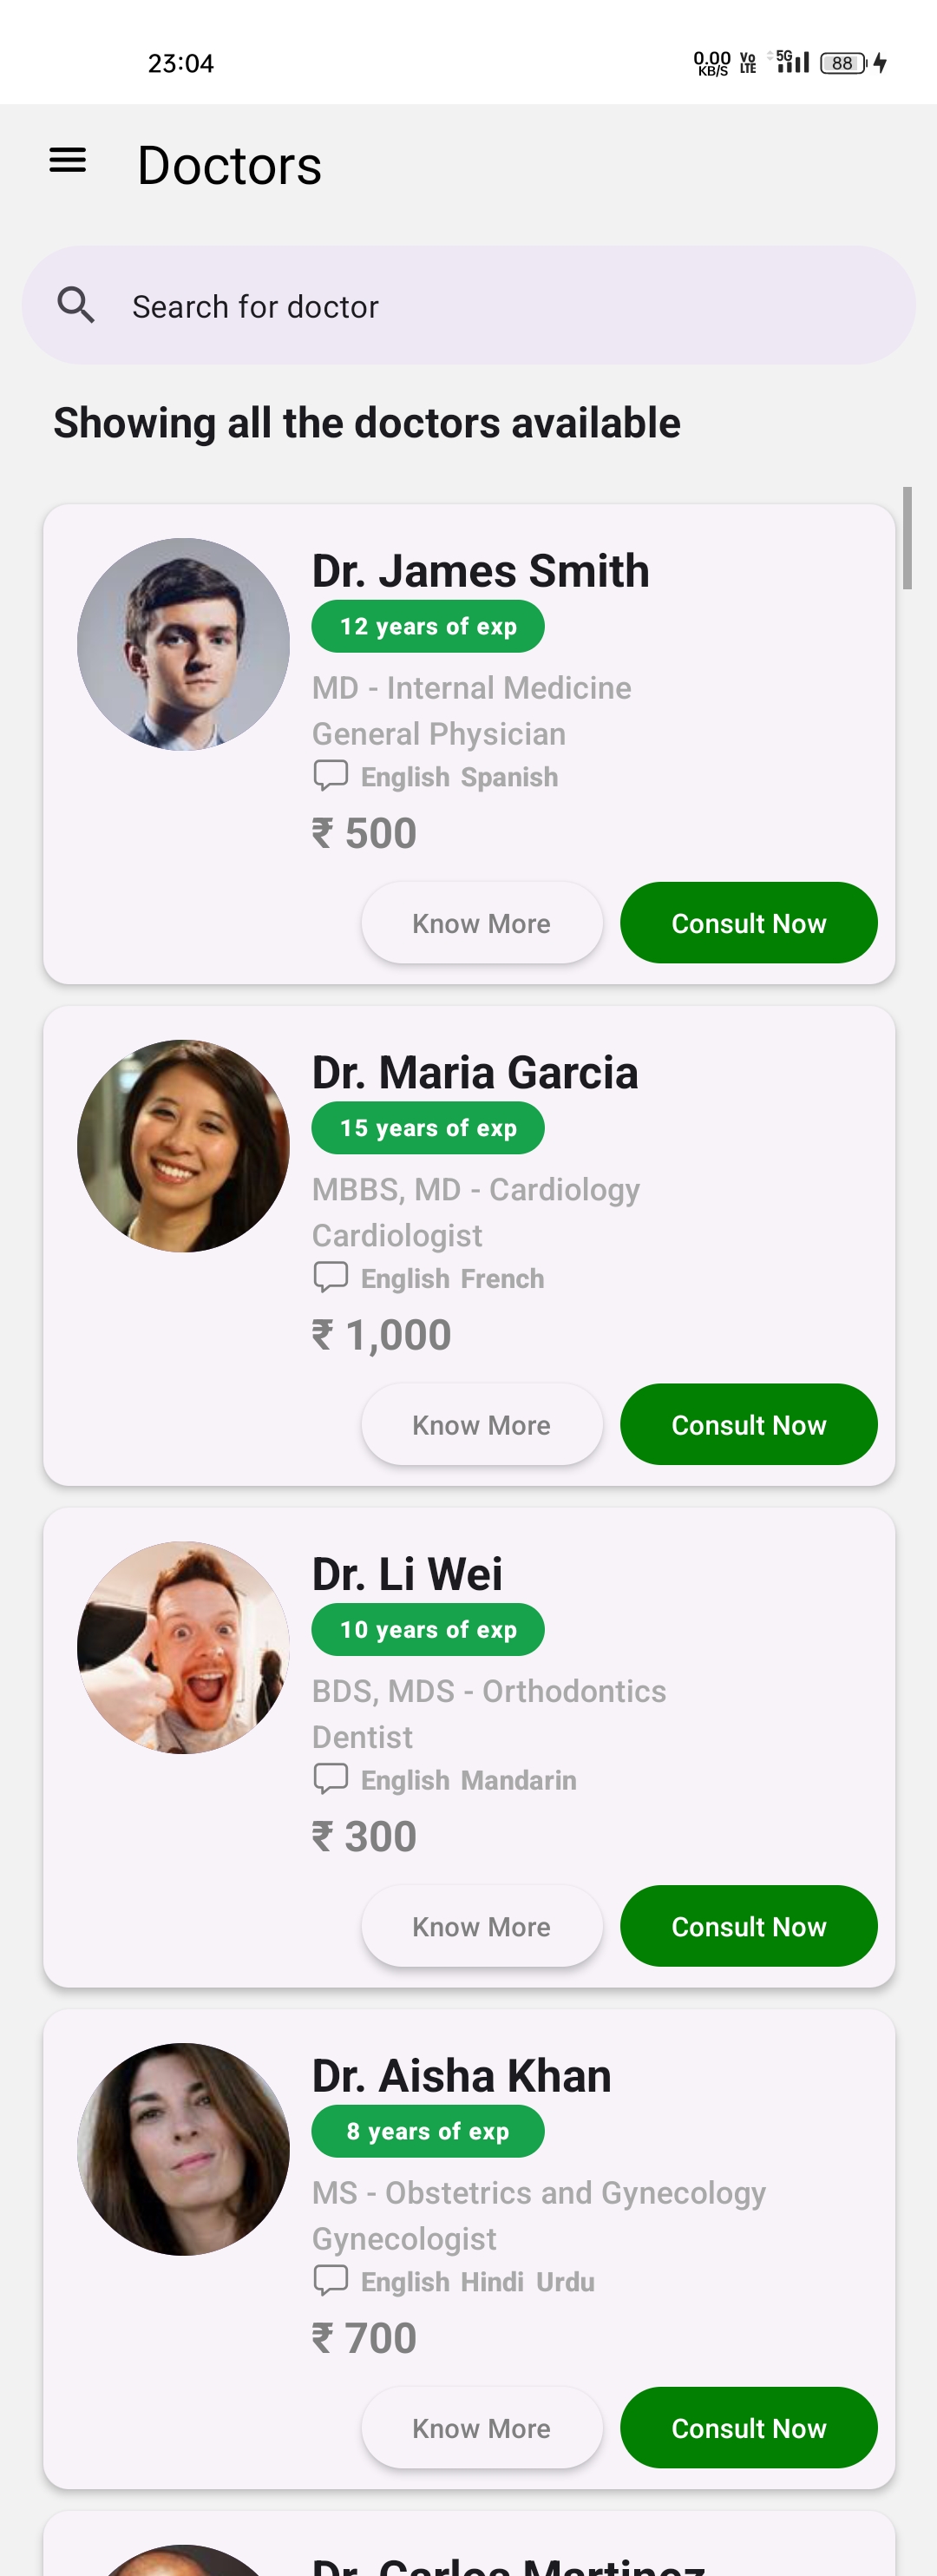 23:04
0.00 KB/S Vo LTE 5G 88
Doctors
Search for doctor
Showing all the doctors available
Dr. James Smith
12 years of exp
MD - Internal Medicine
General Physician
English Spanish
₹ 500
Know More Consult Now
Dr. Maria Garcia
15 years of exp
MBBS, MD - Cardiology
Cardiologist
English French
₹ 1,000
Know More Consult Now
Dr. Li Wei
10 years of exp
BDS, MDS - Orthodontics
Dentist
English Mandarin
₹ 300
Know More Consult Now
Dr. Aisha Khan
8 years of exp
MS - Obstetrics and Gynecology
Gynecologist
English Hindi Urdu
₹ 700
Know More Consult Now
Dr. Carlos Martinez